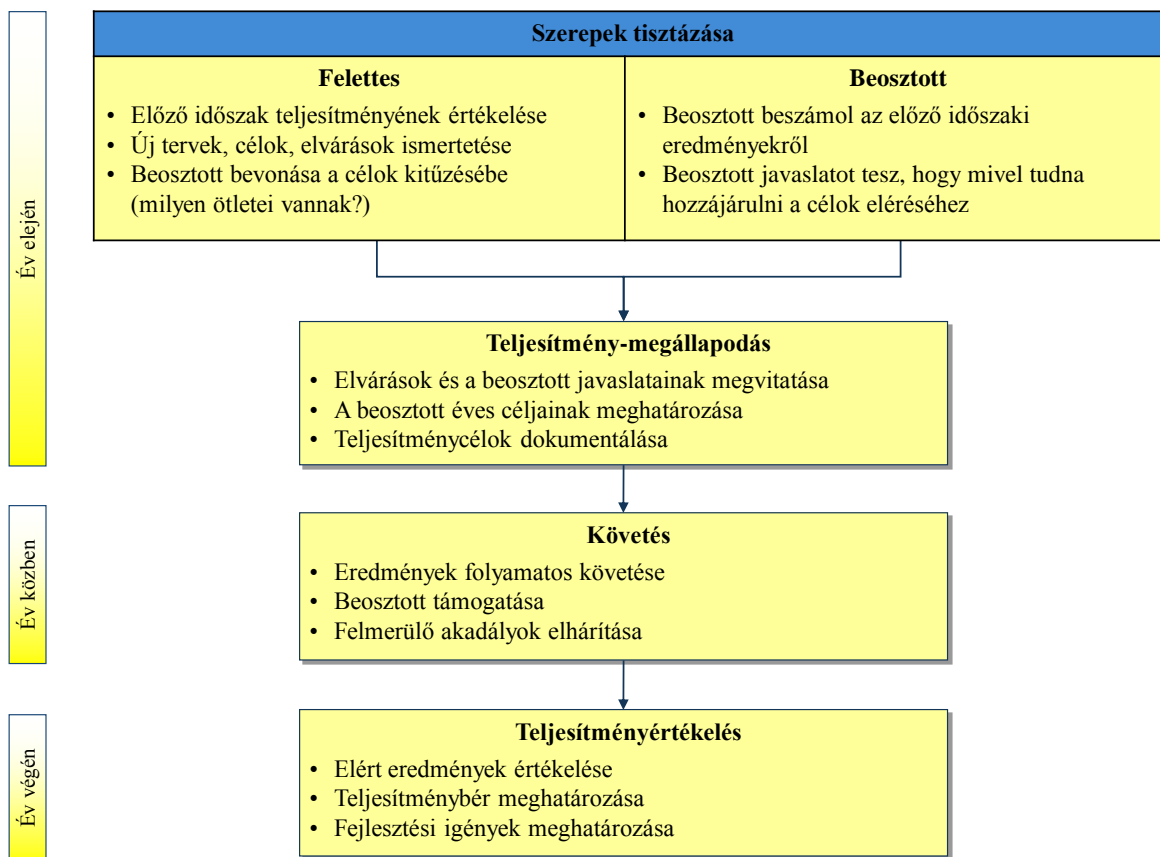 Év elején
Szerepek tisztázása
Felettes
• Előző időszak teljesítményének értékelése
• Új tervek, célok, elvárások ismertetése
• Beosztott bevonása a célok kitűzésébe
(milyen ötletei vannak?)
Beosztott
• Beosztott beszámol az előző időszaki
eredményekről
• Beosztott javaslatot tesz, hogy mivel tudna
hozzájárulni a célok eléréséhez
Teljesítmény-megállapodás
• Elvárások és a beosztott javaslatainak megvitatása
• A beosztott éves céljainak meghatározása
• Teljesítménycélok dokumentálása
Év közben
Követés
• Eredmények folyamatos követése
• Beosztott támogatása
• Felmerülő akadályok elhárítása
Év végén
Teljesítményértékelés
• Elért eredmények értékelése
• Teljesítménybér meghatározása
• Fejlesztési igények meghatározása